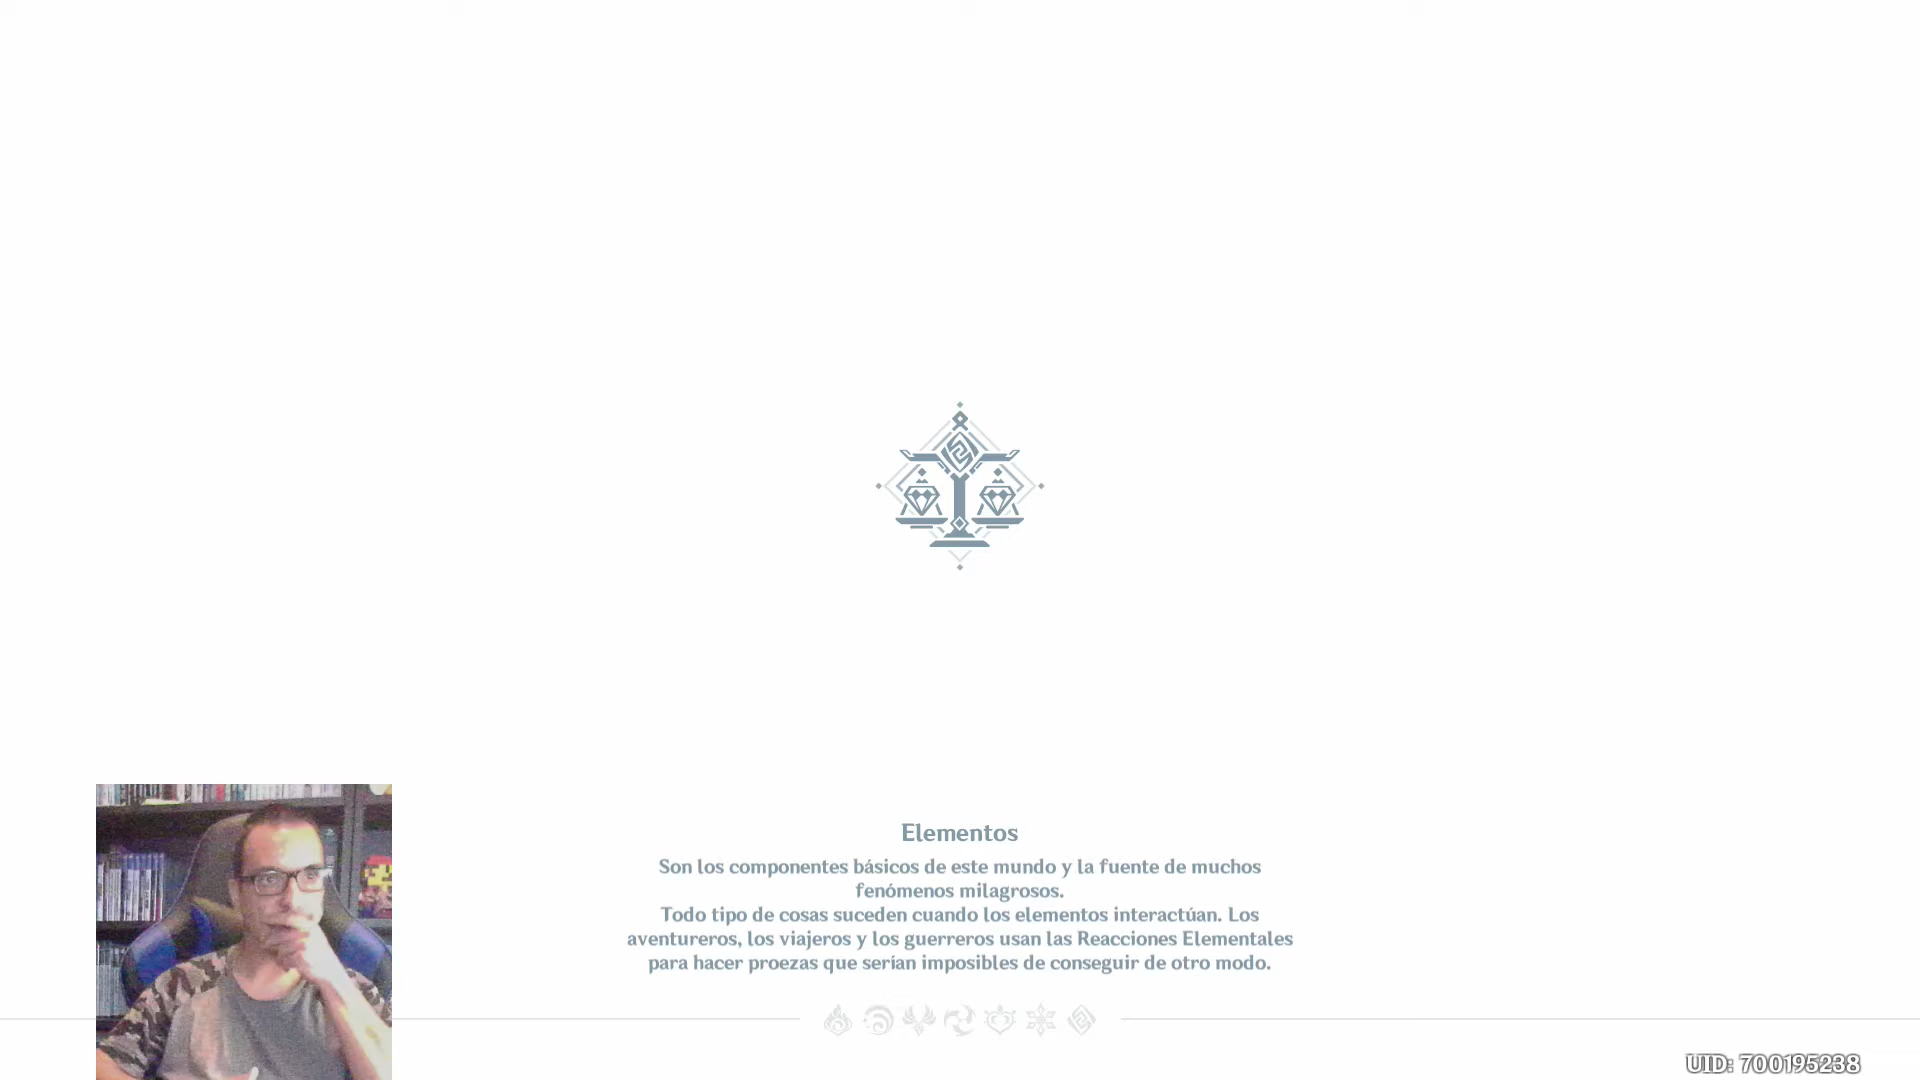 Elementos
Son los componentes básicos de este mundo y la fuente de muchos
fenómenos milagrosos.
Todo tipo de cosas suceden cuando los elementos interactúan. Los
aventureros, los viajeros y los guerreros usan las Reacciones Elementales
para hacer proezas que serían imposibles de conseguir de otro modo.
UID: 700195238